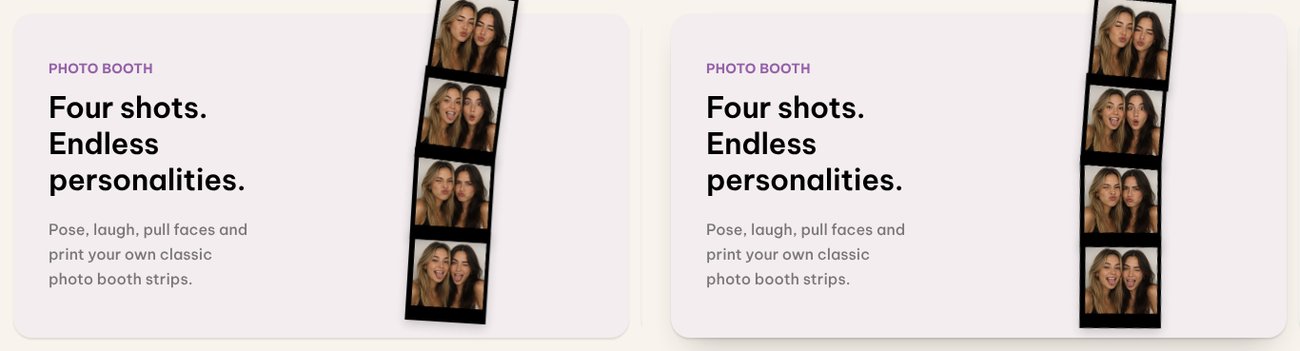 PHOTO BOOTH
Four shots.
Endless
personalities.
Pose, laugh, pull faces and
print your own classic
photo booth strips.
PHOTO BOOTH
Four shots.
Endless
personalities.
Pose, laugh, pull faces and
print your own classic
photo booth strips.